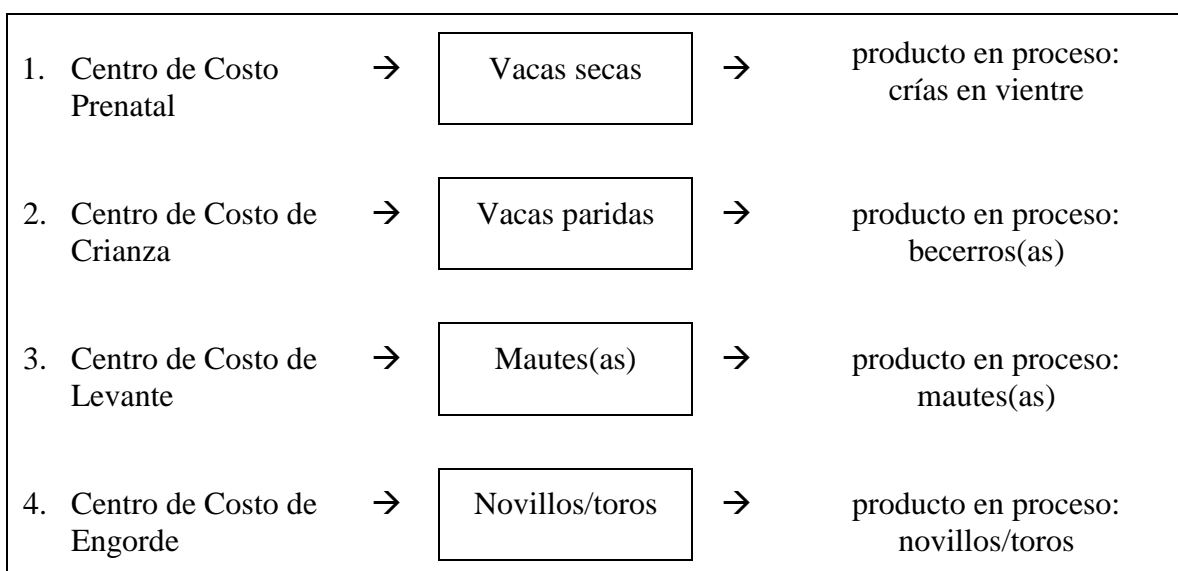 1. Centro de Costo → Vacas secas → producto en proceso:
Prenatal crías en vientre
2. Centro de Costo de → Vacas paridas → producto en proceso:
Crianza becerros(as)
3. Centro de Costo de → Mautes(as) → producto en proceso:
Levante mautes(as)
4. Centro de Costo de → Novillos/toros → producto en proceso:
Engorde novillos/toros